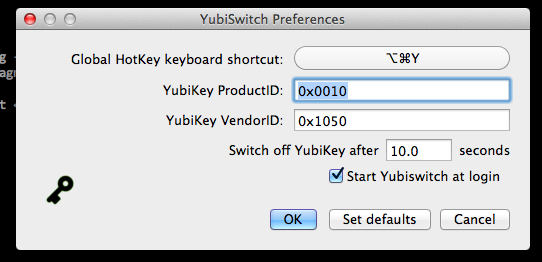 YubiSwitch Preferences
Global HotKey keyboard shortcut: ⌥⌘Y
YubiKey ProductID: 0x0010
YubiKey VendorID: 0x1050
Switch off YubiKey after 10.0 seconds
Start Yubiswitch at login
OK Set defaults Cancel